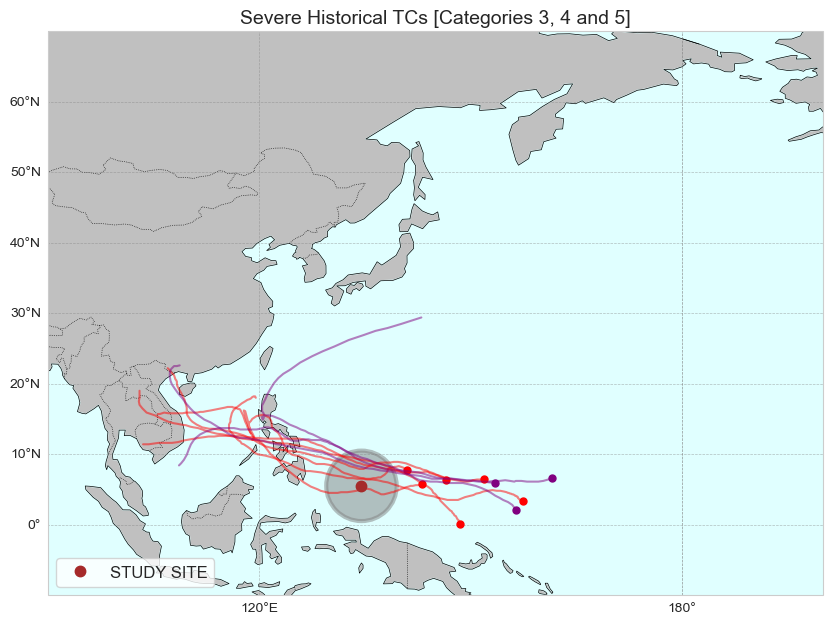 Severe Historical TCs [Categories 3, 4 and 5]
60°N
50°N
40°N
30°N
20°N
10°N
0°
STUDY SITE
120°E
180°